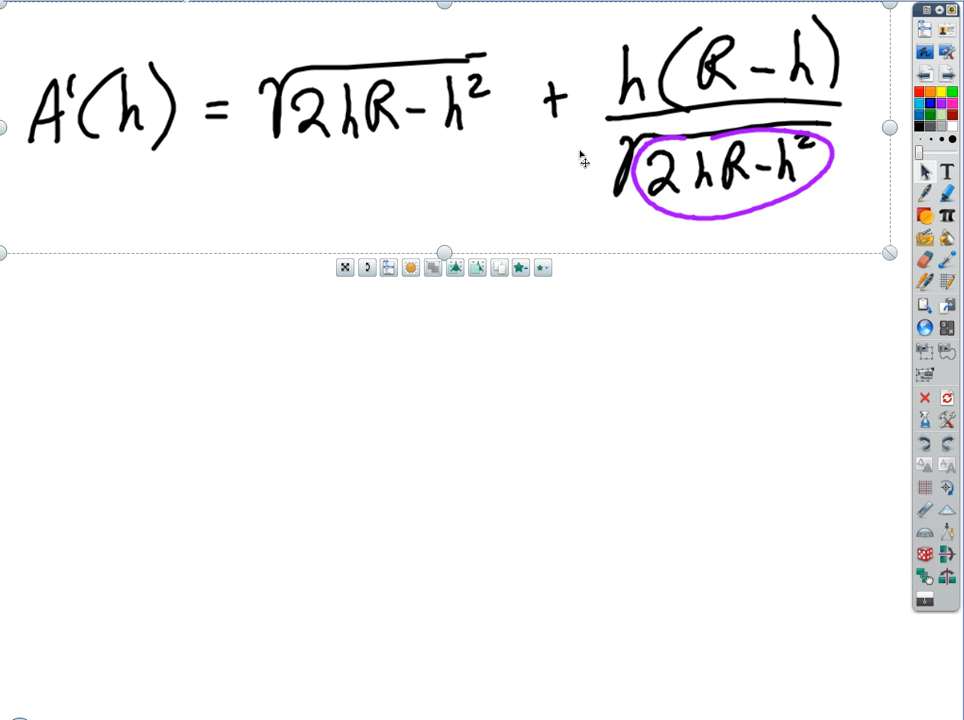 A'(h) = √(2hR - h²) + h(R - h) / √(2hR - h²)
T
π